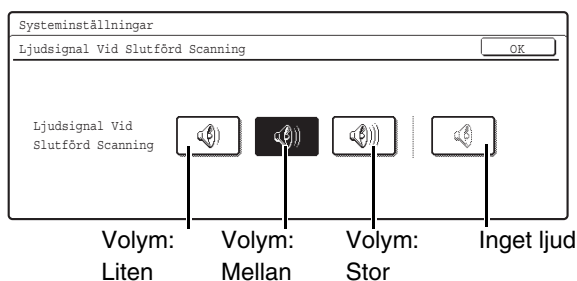 Systeminställningar
Ljudsignal Vid Slutförd Scanning
OK
Ljudsignal Vid
Slutförd Scanning
Volym:
Liten
Volym:
Mellan
Volym:
Stor
Inget ljud